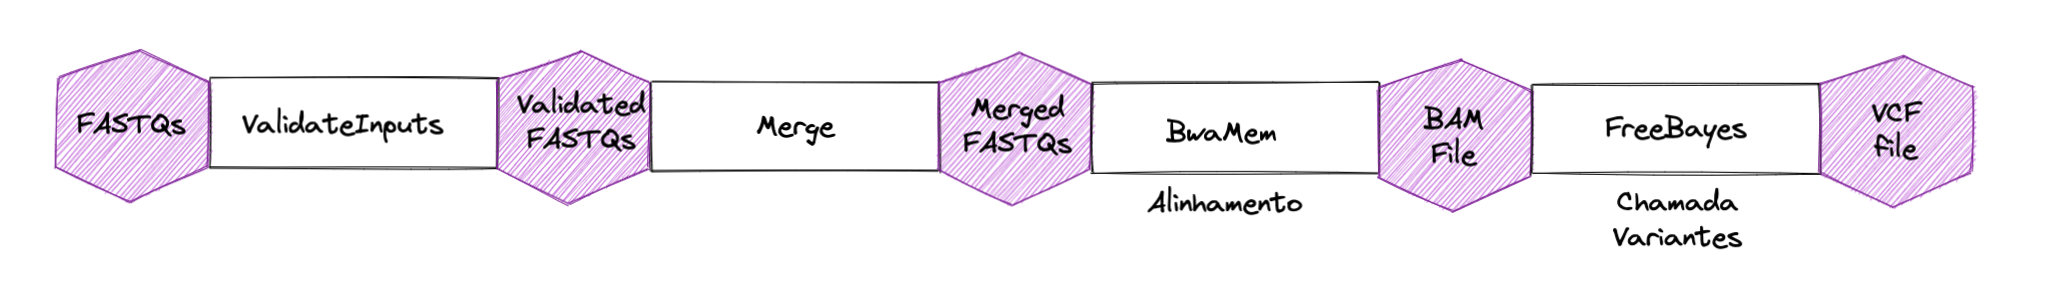 FASTQs
ValidateInputs
Validated
FASTQs
Merge
Merged
FASTQs
BwaMem
Alinhamento
BAM
File
FreeBayes
Chamada
Variantes
VCF
file